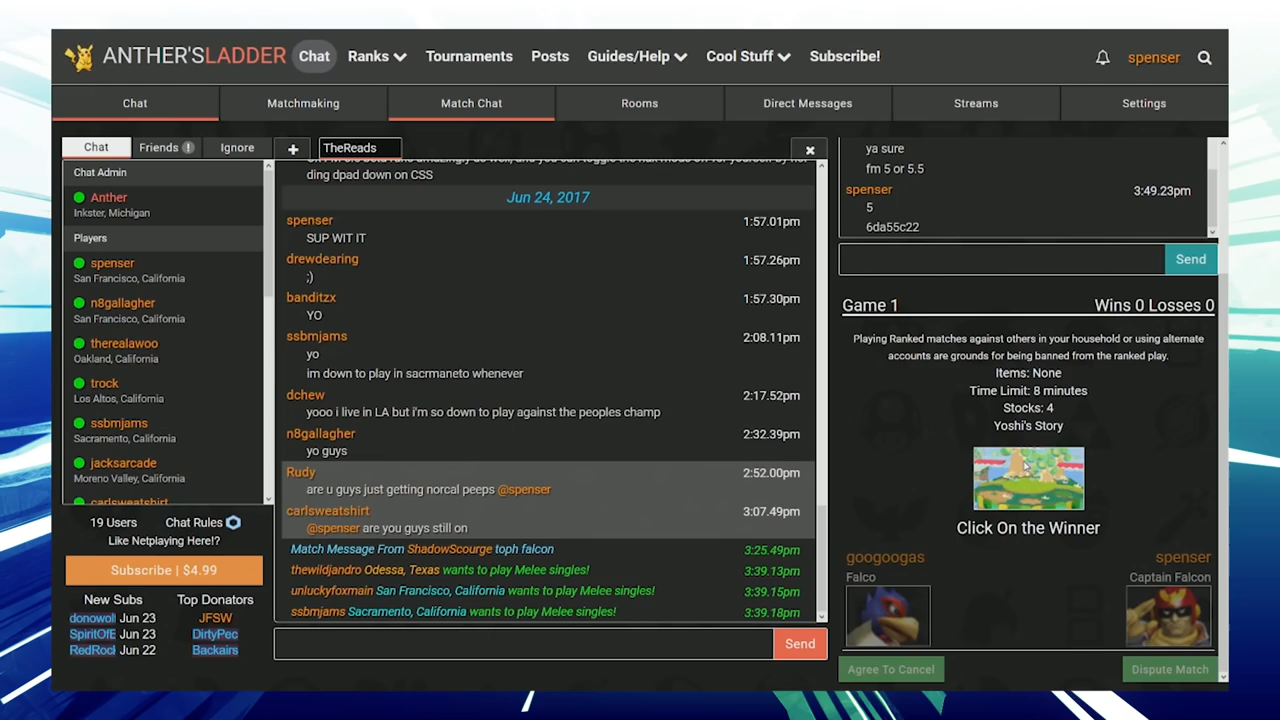 ANTHER'SLADDER Chat Ranks Tournaments Posts Guides/Help Cool Stuff Subscribe! spenser
Chat Matchmaking Match Chat Rooms Direct Messages Streams Settings
Chat Friends ! Ignore + TheReads x
Chat Admin
Anther
Inkster, Michigan
Players
spenser
San Francisco, California
n8gallagher
San Francisco, California
therealawoo
Oakland, California
trock
Los Altos, California
ssbmjams
Sacramento, California
jacksarcade
Moreno Valley, California
carlsweatshirt
19 Users Chat Rules
Like Netplaying Here!?
Subscribe | $4.99
New Subs Top Donators
donowoll Jun 23 JFSW
SpiritOfE Jun 23 DirtyPec
RedRock Jun 22 Backairs
ding dpad down on CSS
Jun 24, 2017
spenser 1:57.01pm
SUP WIT IT
drewdearing 1:57.26pm
;)
banditzx 1:57.30pm
YO
ssbmjams 2:08.11pm
yo
im down to play in sacrmaneto whenever
dchew 2:17.52pm
yooo i live in LA but i'm so down to play against the peoples champ
n8gallagher 2:32.39pm
yo guys
Rudy 2:52.00pm
are u guys just getting norcal peeps @spenser
carlsweatshirt 3:07.49pm
@spenser are you guys still on
Match Message From ShadowScourge toph falcon 3:25.49pm
thewildjandro Odessa, Texas wants to play Melee singles! 3:39.13pm
unluckyfoxmain San Francisco, California wants to play Melee singles! 3:39.15pm
ssbmjams Sacramento, California wants to play Melee singles! 3:39.18pm
Send
ya sure
fm 5 or 5.5
spenser 3:49.23pm
5
6da55c22
Send
Game 1 Wins 0 Losses 0
Playing Ranked matches against others in your household or using alternate
accounts are grounds for being banned from the ranked play.
Items: None
Time Limit: 8 minutes
Stocks: 4
Yoshi's Story
Click On the Winner
googoogas spenser
Falco Captain Falcon
Agree To Cancel Dispute Match